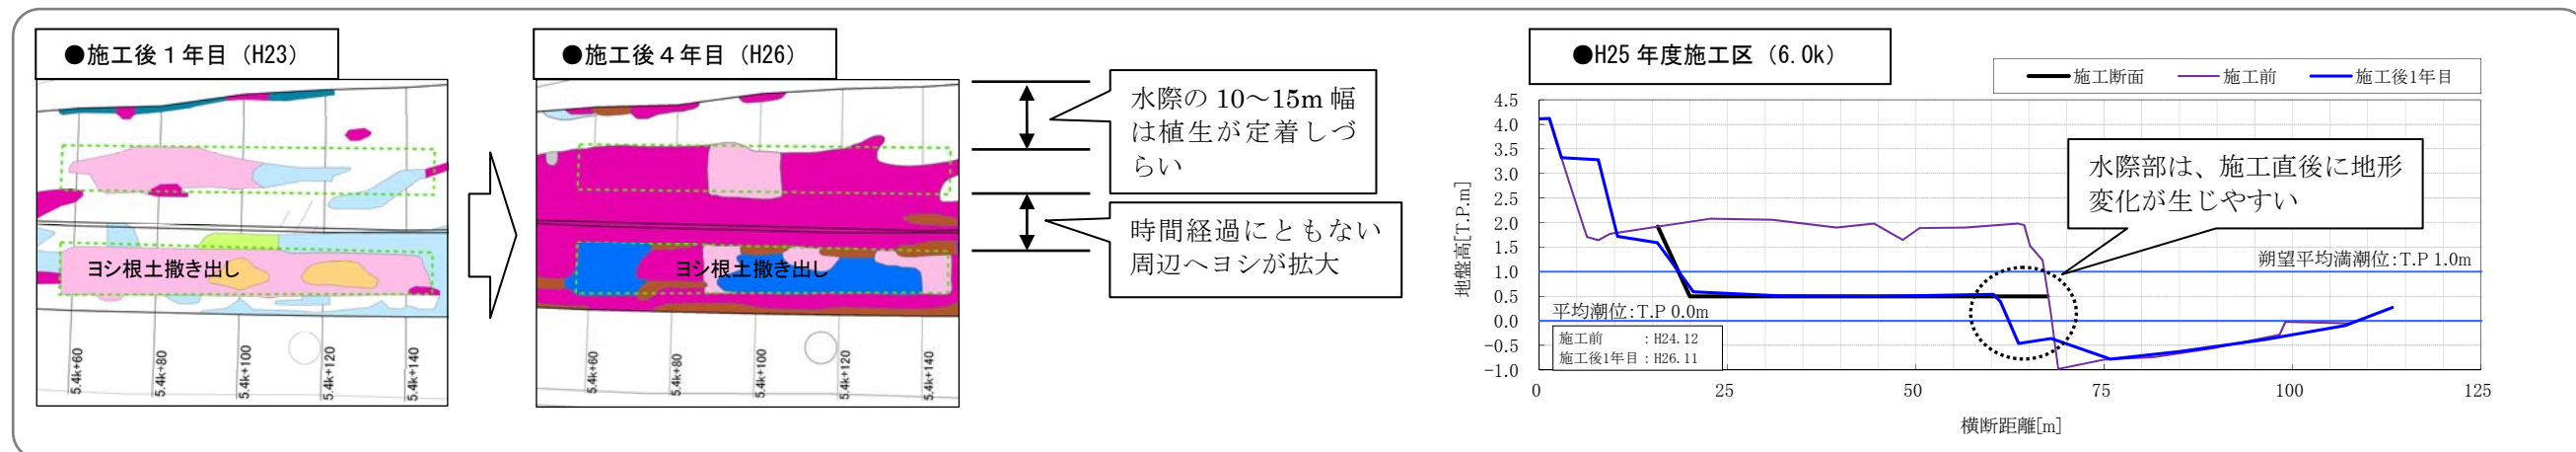 ●施工後１年目（H23）
ヨシ根土撒き出し
5.4k+60
5.4k+80
5.4k+100
5.4k+120
5.4k+140
●施工後４年目（H26）
ヨシ根土撒き出し
5.4k+60
5.4k+80
5.4k+100
5.4k+120
5.4k+140
水際の 10～15m 幅
は植生が定着しづ
らい
時間経過にともない
周辺へヨシが拡大
●H25 年度施工区（6.0k）
施工断面
施工前
施工後1年目
4.5
4.0
3.5
3.0
2.5
2.0
1.5
1.0
0.5
0.0
-0.5
-1.0
地盤高[T.P.m]
水際部は、施工直後に地形
変化が生じやすい
朔望平均満潮位:T.P 1.0m
平均潮位:T.P 0.0m
施工前 : H24.12
施工後1年目 : H26.11
0
25
50
75
100
125
横断距離[m]